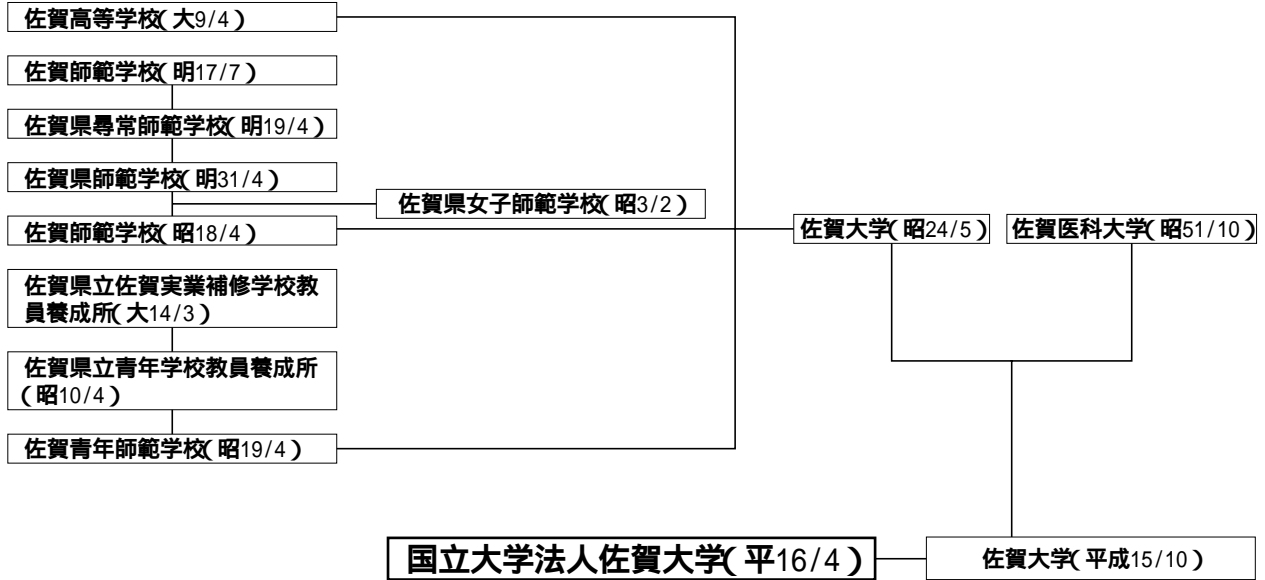 佐賀高等学校(大9/4)
佐賀師範学校(明17/7)
佐賀県尋常師範学校(明19/4)
佐賀県師範学校(明31/4)
佐賀県女子師範学校(昭3/2)
佐賀師範学校(昭18/4)
佐賀大学(昭24/5)
佐賀医科大学(昭51/10)
佐賀県立佐賀実業補修学校教
員養成所(大14/3)
佐賀県立青年学校教員養成所
(昭10/4)
佐賀青年師範学校(昭19/4)
国立大学法人佐賀大学(平16/4)
佐賀大学(平成15/10)